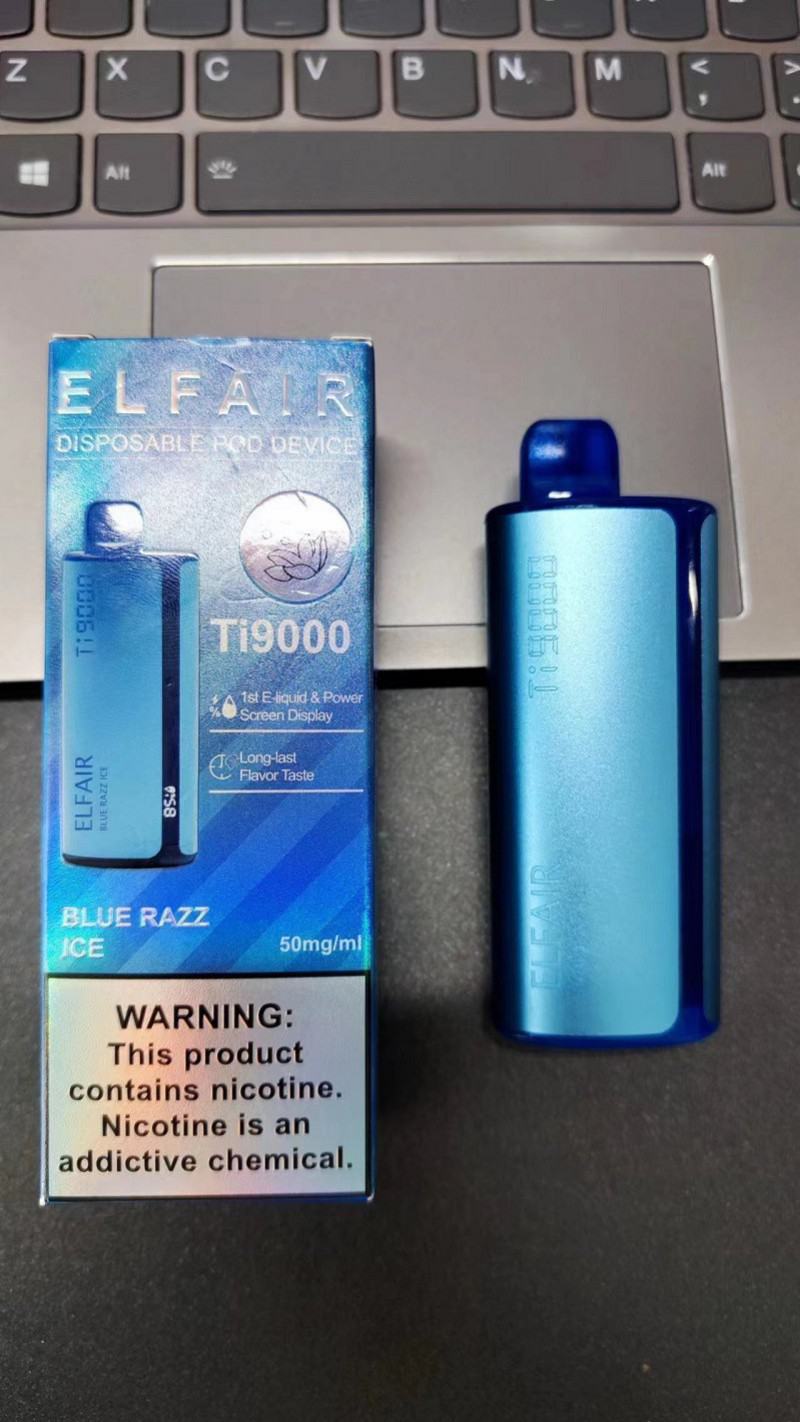 Z X C V B N M < ,
>
Alt Alt
ELFAIR
DISPOSABLE POD DEVICE
Ti9000
Ti9000
1st E-liquid & Power
% Screen Display
Long-last
Flavor Taste
ELFAIR
BLUE RAZZ ICE
BLUE RAZZ
ICE
50mg/ml
WARNING:
This product
contains nicotine.
Nicotine is an
addictive chemical.
Ti9000
ELFAIR